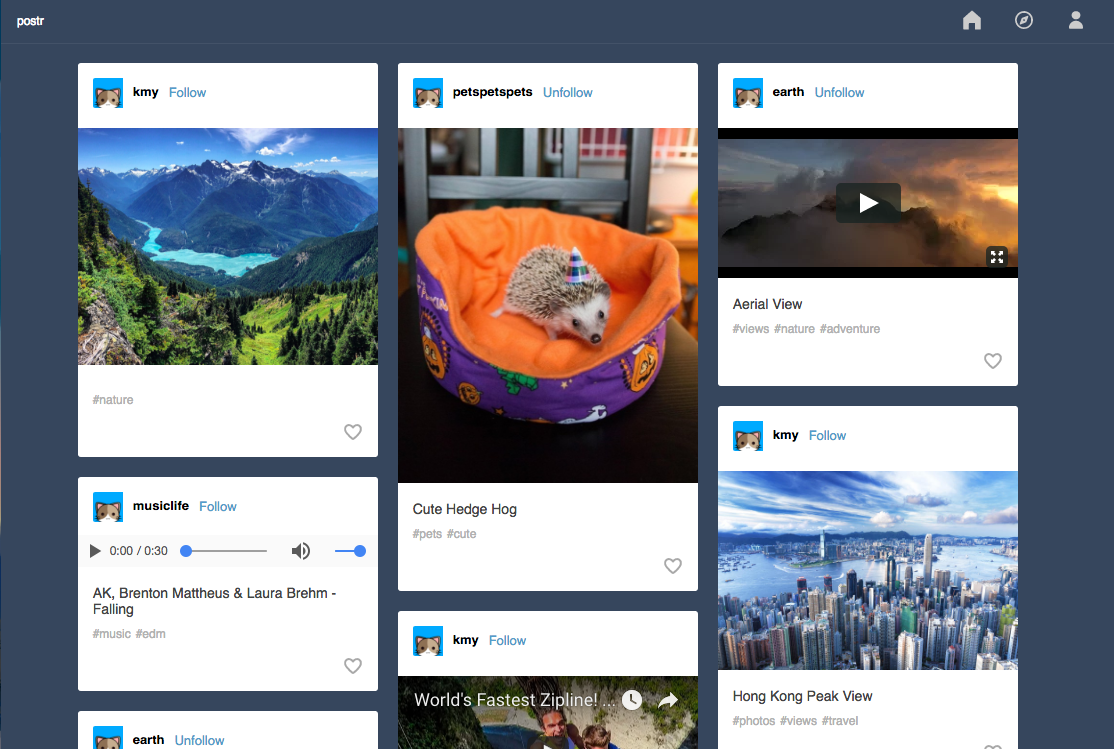 postr
kmy Follow
#nature
musiclife Follow
0:00 / 0:30
AK, Brenton Mattheus & Laura Brehm -
Falling
#music #edm
earth Unfollow
petspetspets Unfollow
Cute Hedge Hog
#pets #cute
kmy Follow
World's Fastest Zipline! ...
earth Unfollow
Aerial View
#views #nature #adventure
kmy Follow
Hong Kong Peak View
#photos #views #travel